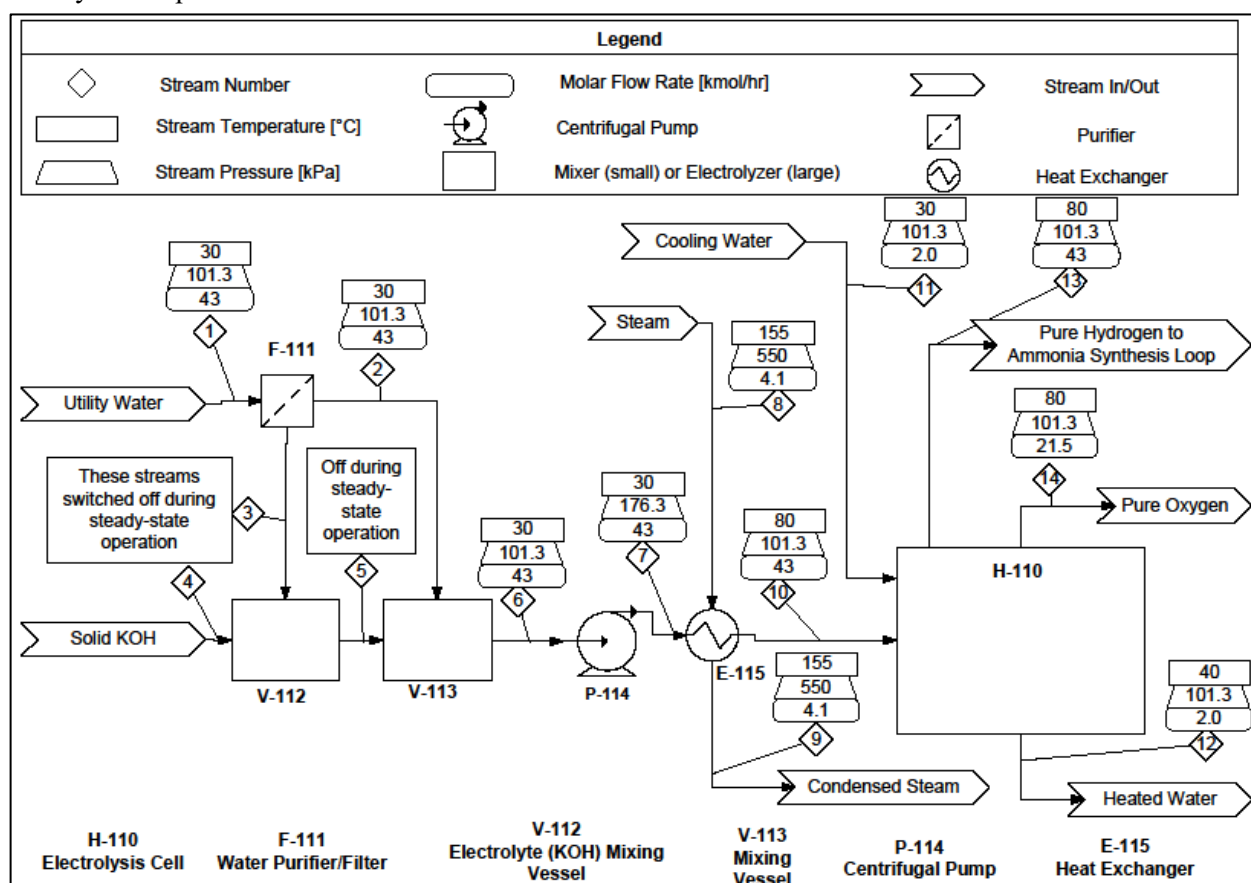 Legend
Stream Number
Molar Flow Rate [kmol/hr]
Stream In/Out
Stream Temperature [°C]
Centrifugal Pump
Purifier
Stream Pressure [kPa]
Mixer (small) or Electrolyzer (large)
Heat Exchanger
30
101.3
2.0
11
80
101.3
43
13
Cooling Water
30
101.3
43
1
30
101.3
43
2
Steam
155
550
4.1
8
Pure Hydrogen to
Ammonia Synthesis Loop
F-111
Utility Water
80
101.3
21.5
14
Pure Oxygen
These streams
switched off during
steady-state
operation
3
Off during
steady-
state
operation
5
4
30
101.3
43
6
30
176.3
43
7
80
101.3
43
10
H-110
Solid KOH
V-112
V-113
P-114
E-115
155
550
4.1
9
40
101.3
2.0
12
Condensed Steam
Heated Water
H-110
Electrolysis Cell
F-111
Water Purifier/Filter
V-112
Electrolyte (KOH) Mixing
Vessel
V-113
Mixing
Vessel
P-114
Centrifugal Pump
E-115
Heat Exchanger